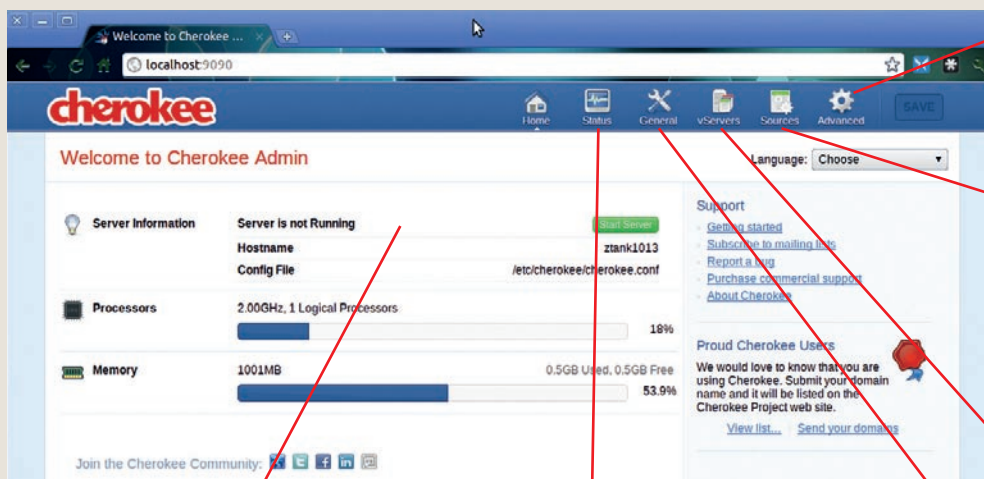 Welcome to Cherokee ...
localhost:9090
cherokee
Home Status General vServers Sources Advanced SAVE
Welcome to Cherokee Admin
Language: Choose
Server Information
Server is not Running
Start Server
Hostname ztank1013
Config File /etc/cherokee/cherokee.conf
Processors
2.00GHz, 1 Logical Processors
18%
Memory
1001MB 0.5GB Used, 0.5GB Free
53.9%
Join the Cherokee Community:
Support
Getting started
Subscribe to mailing lists
Report a bug
Purchase commercial support
About Cherokee
Proud Cherokee Users
We would love to know that you are
using Cherokee. Submit your domain
name and it will be listed on the
Cherokee Project web site.
View list... Send your domains